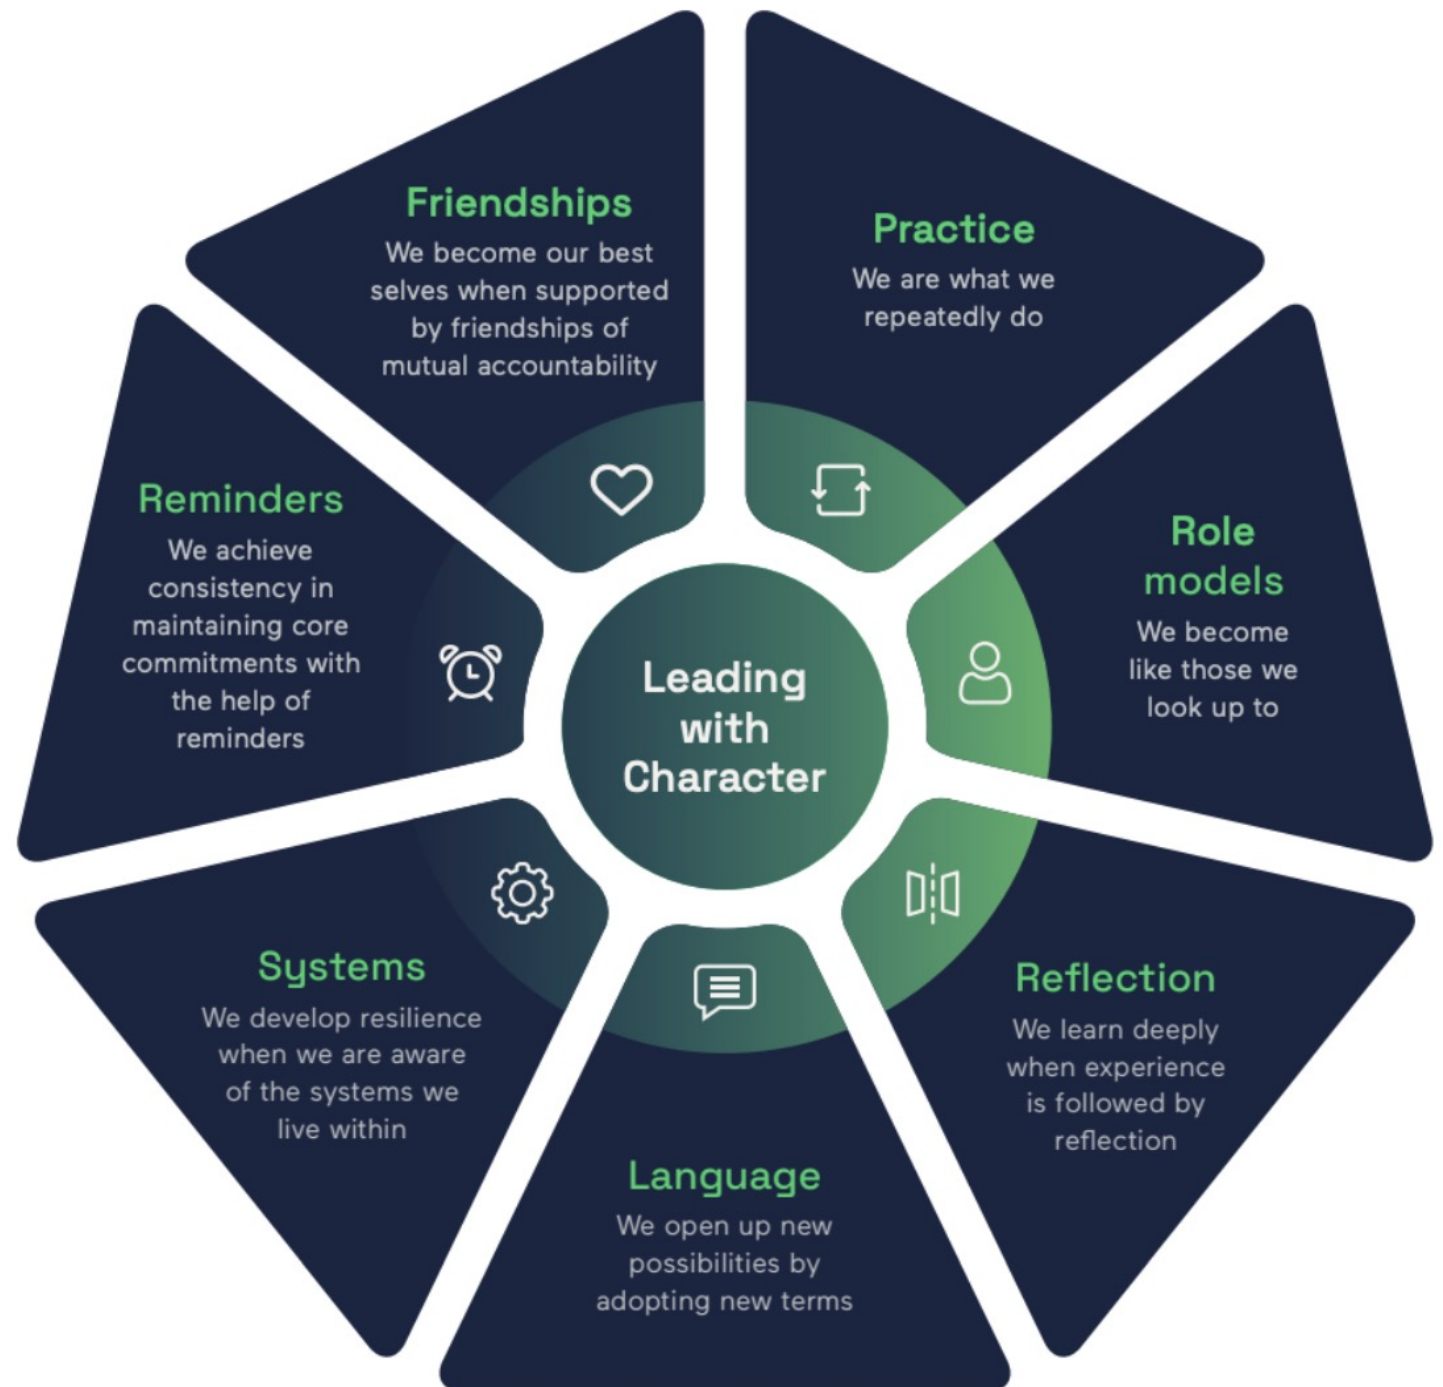 Friendships
We become our best
selves when supported
by friendships of
mutual accountability
Practice
We are what we
repeatedly do
Role
models
We become
like those we
look up to
Reflection
We learn deeply
when experience
is followed by
reflection
Language
We open up new
possibilities by
adopting new terms
Systems
We develop resilience
when we are aware
of the systems we
live within
Reminders
We achieve
consistency in
maintaining core
commitments with
the help of
reminders
Leading
with
Character